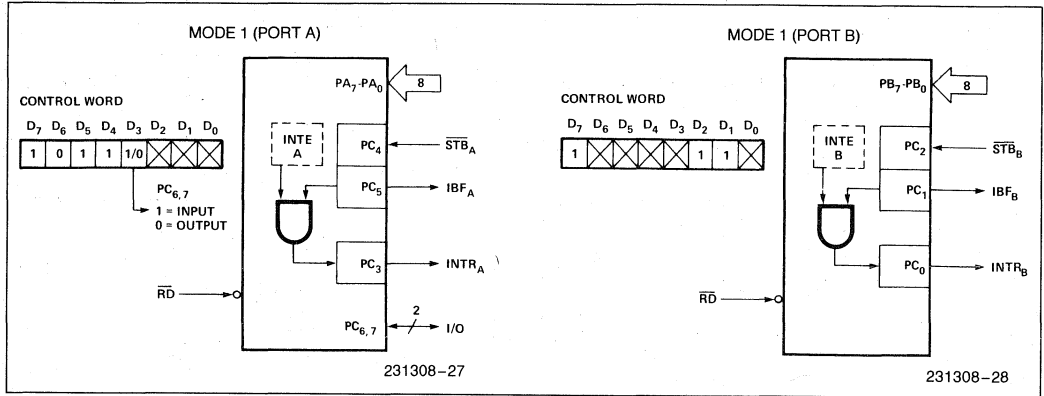 MODE 1 (PORT A)
CONTROL WORD
D7 D6 D5 D4 D3 D2 D1 D0
1 0 1 1 1/0
PC6,7
1 = INPUT
0 = OUTPUT
PA7-PA0
8
INTE
A
PC4
STBA
PC5
IBFA
PC3
INTRA
RD
PC6, 7
2
I/O
231308–27
MODE 1 (PORT B)
CONTROL WORD
D7 D6 D5 D4 D3 D2 D1 D0
1 1 1
PB7-PB0
8
INTE
B
PC2
STBB
PC1
IBFB
PC0
INTRB
RD
231308–28